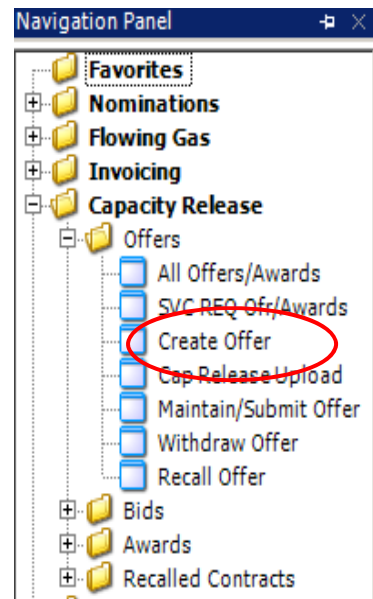 Navigation Panel
Favorites
Nominations
Flowing Gas
Invoicing
Capacity Release
Offers
All Offers/Awards
SVC REQ Ofr/Awards
Create Offer
Cap Release Upload
Maintain/Submit Offer
Withdraw Offer
Recall Offer
Bids
Awards
Recalled Contracts